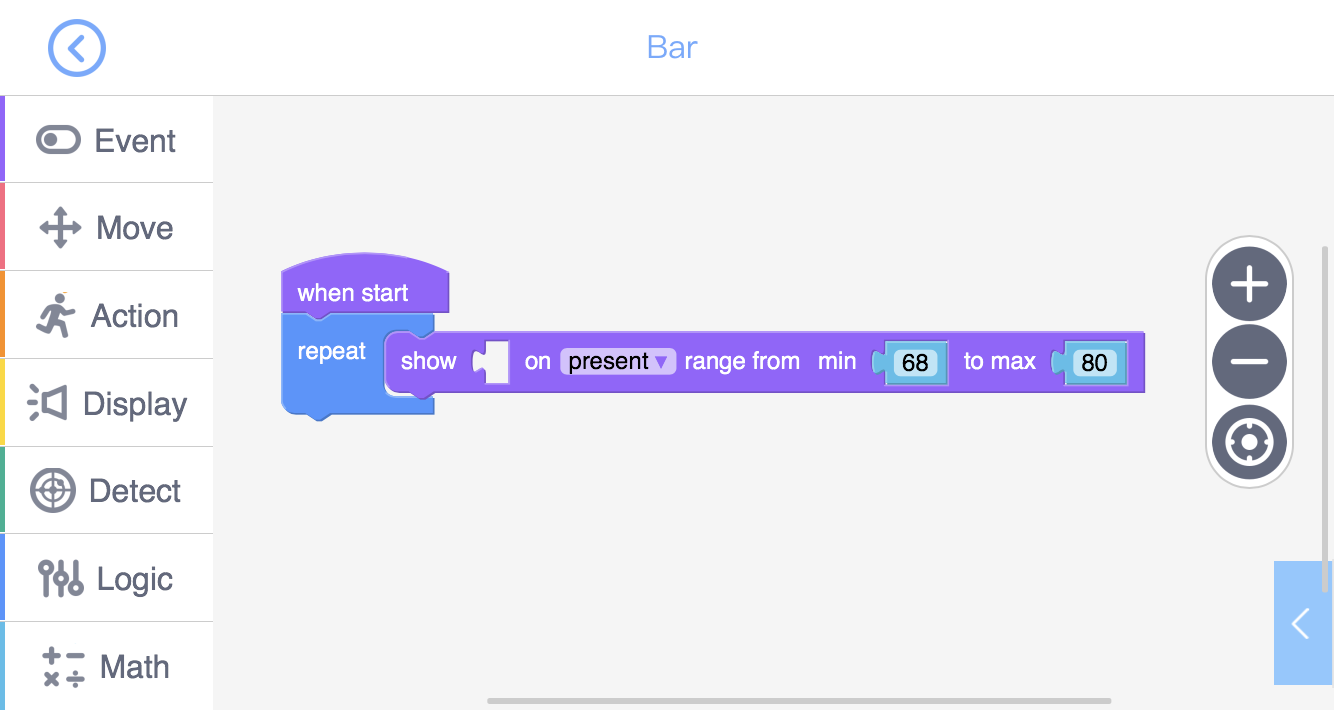 Bar
Event
Move
Action
Display
Detect
Logic
Math
when start
repeat show on present range from min 68 to max 80